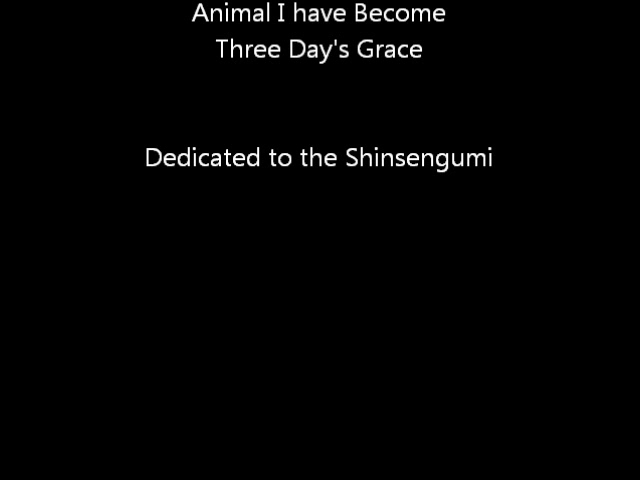 Animal I have Become
Three Day's Grace
Dedicated to the Shinsengumi